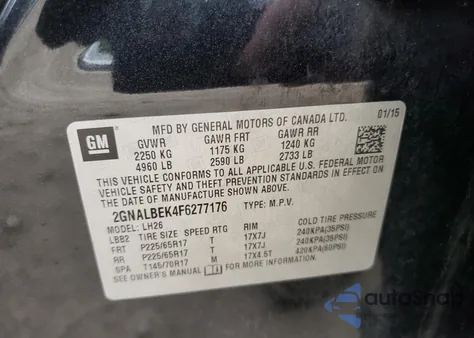 GM
MFD BY GENERAL MOTORS OF CANADA LTD. 01/15
GVWR GAWR FRT GAWR RR
2250 KG 1175 KG 1240 KG
4960 LB 2590 LB 2733 LB
THIS VEHICLE CONFORMS TO ALL APPLICABLE U.S. FEDERAL MOTOR
VEHICLE SAFETY AND THEFT PREVENTION STANDARDS IN EFFECT ON THE
DATE OF MANUFACTURE SHOWN ABOVE.
2GNALBEK4F6277176 TYPE: M.P.V.
MODEL: LH26
LBB2 TIRE SIZE SPEED RTG RIM COLD TIRE PRESSURE
FRT P225/65R17 T 17X7J 240KPA(35PSI)
RR P225/65R17 T 17X7J 240KPA(35PSI)
SPA T145/70R17 M 17X4.5T 420KPA(60PSI)
SEE OWNER'S MANUAL FOR MORE INFORMATION.
autoSnap